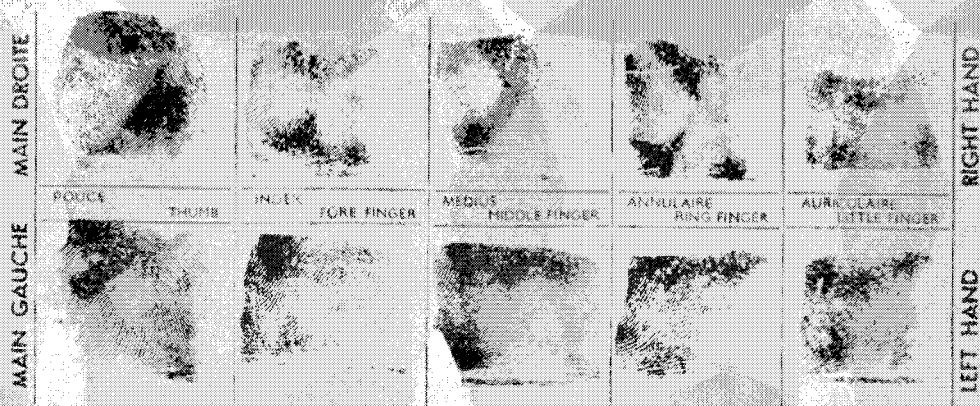 MAIN DROITE
RIGHT HAND
POUCE
THUMB
INDEX
FORE FINGER
MEDIUS
MIDDLE FINGER
ANNULAIRE
RING FINGER
AURICULAIRE
LITTLE FINGER
MAIN GAUCHE
LEFT HAND